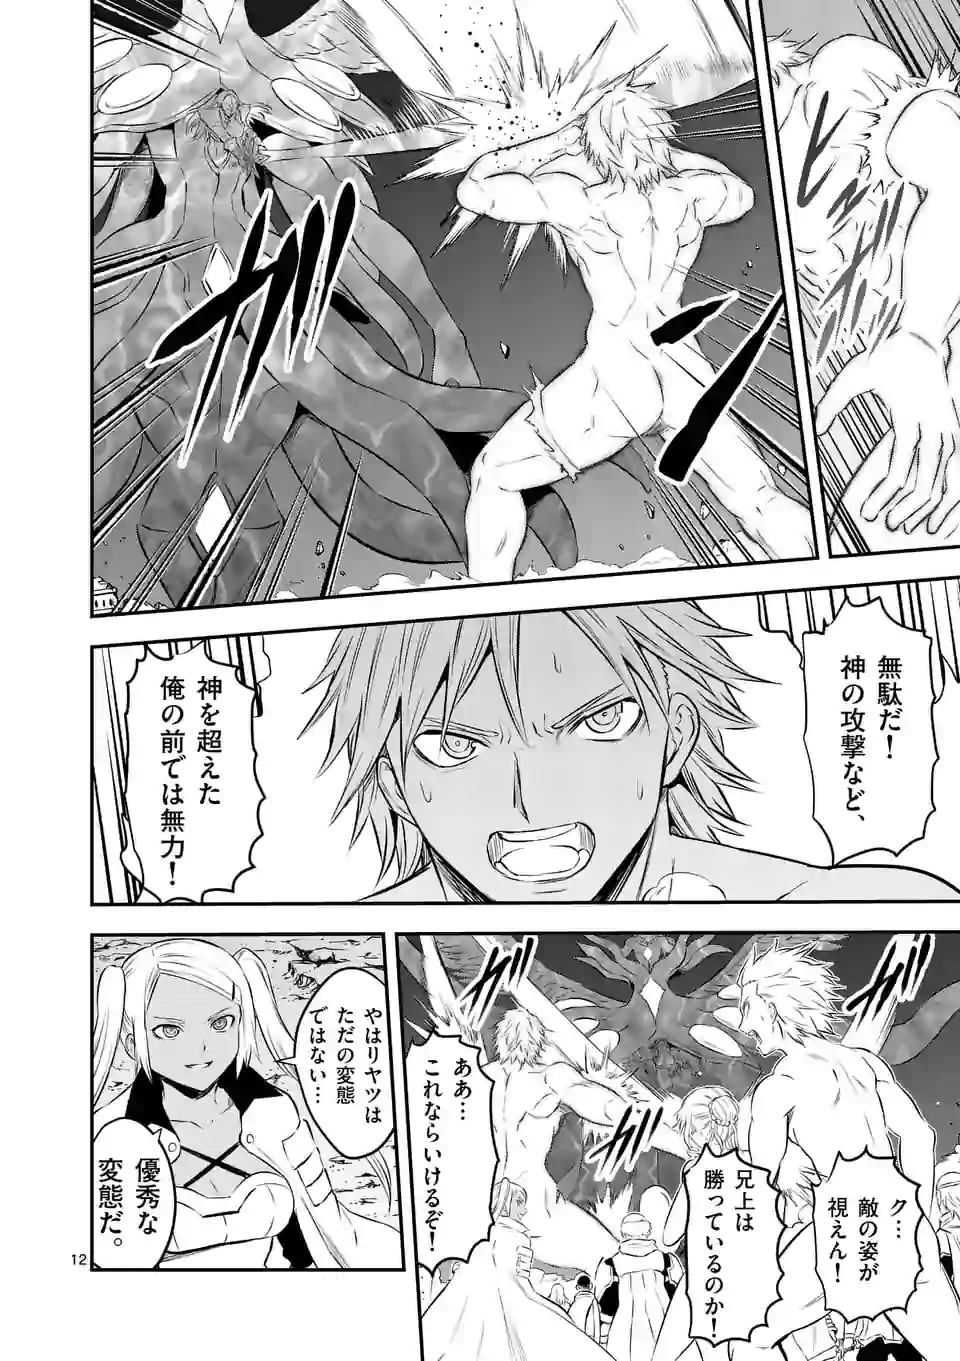 無駄だ！
神の攻撃など、
神を超えた
俺の前では無力！
ク…
敵の姿が
視えん！
兄上は
勝っているのか！
ああ…
これならいけるぞ！
やはりヤツは
ただの変態
ではない…
優秀な
変態だ。
12